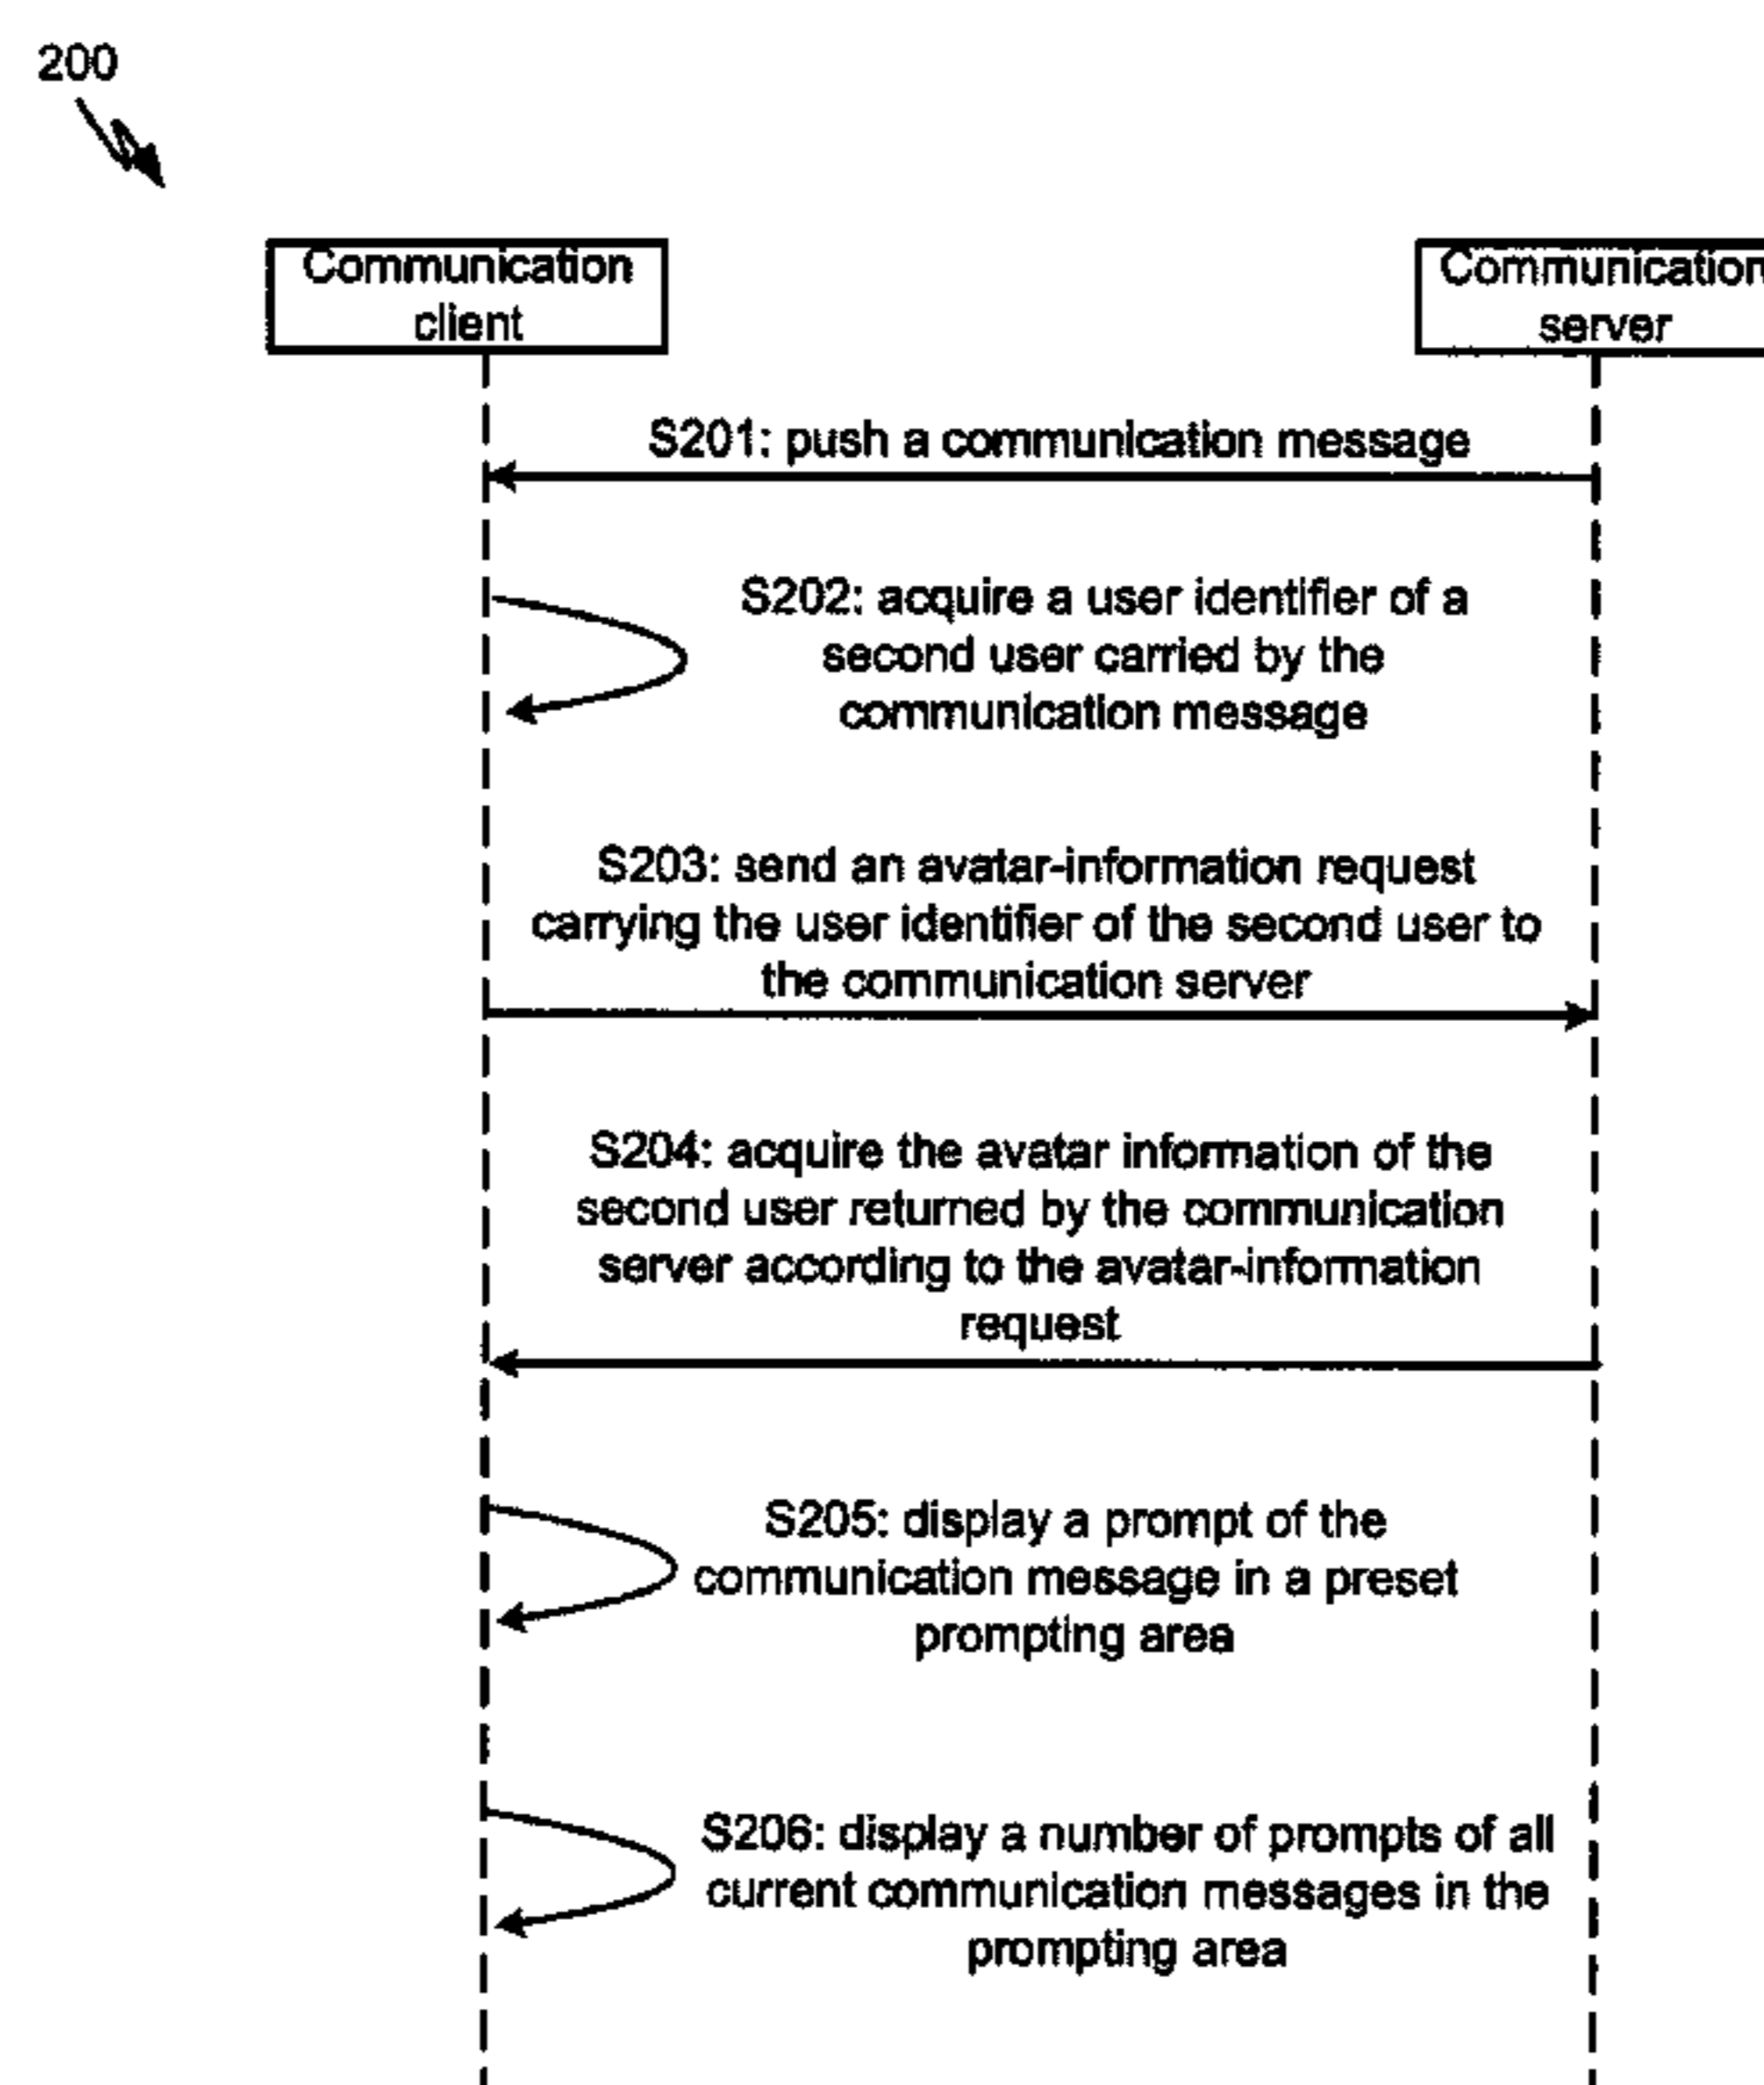 200
Communication
client
Communication
server
S201: push a communication message
S202: acquire a user identifier of a
second user carried by the
communication message
S203: send an avatar-information request
carrying the user identifier of the second user to
the communication server
S204: acquire the avatar information of the
second user returned by the communication
server according to the avatar-information
request
S205: display a prompt of the
communication message in a preset
prompting area
S206: display a number of prompts of all
current communication messages in the
prompting area